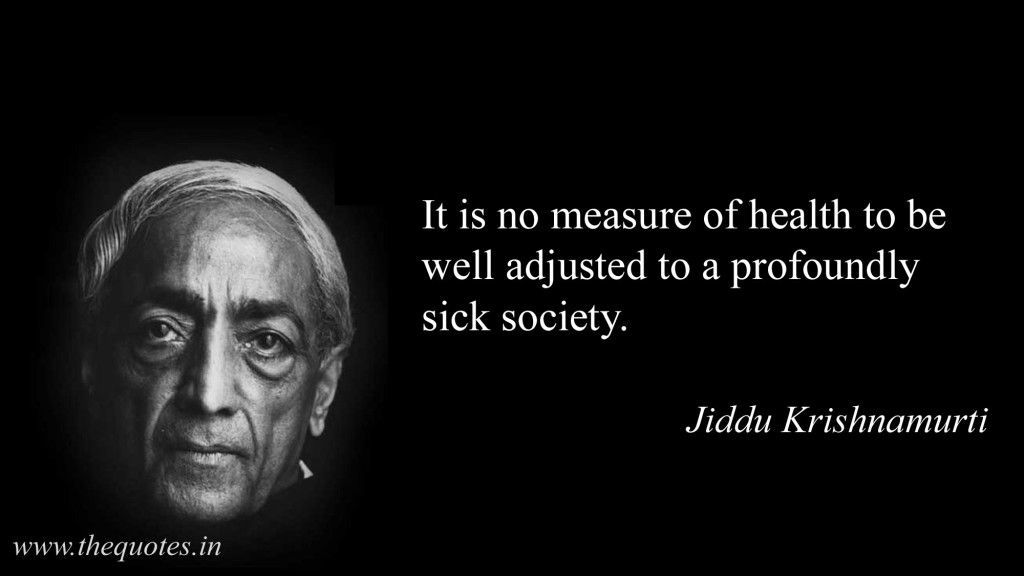 It is no measure of health to be
well adjusted to a profoundly
sick society.
Jiddu Krishnamurti
www.thequotes.in